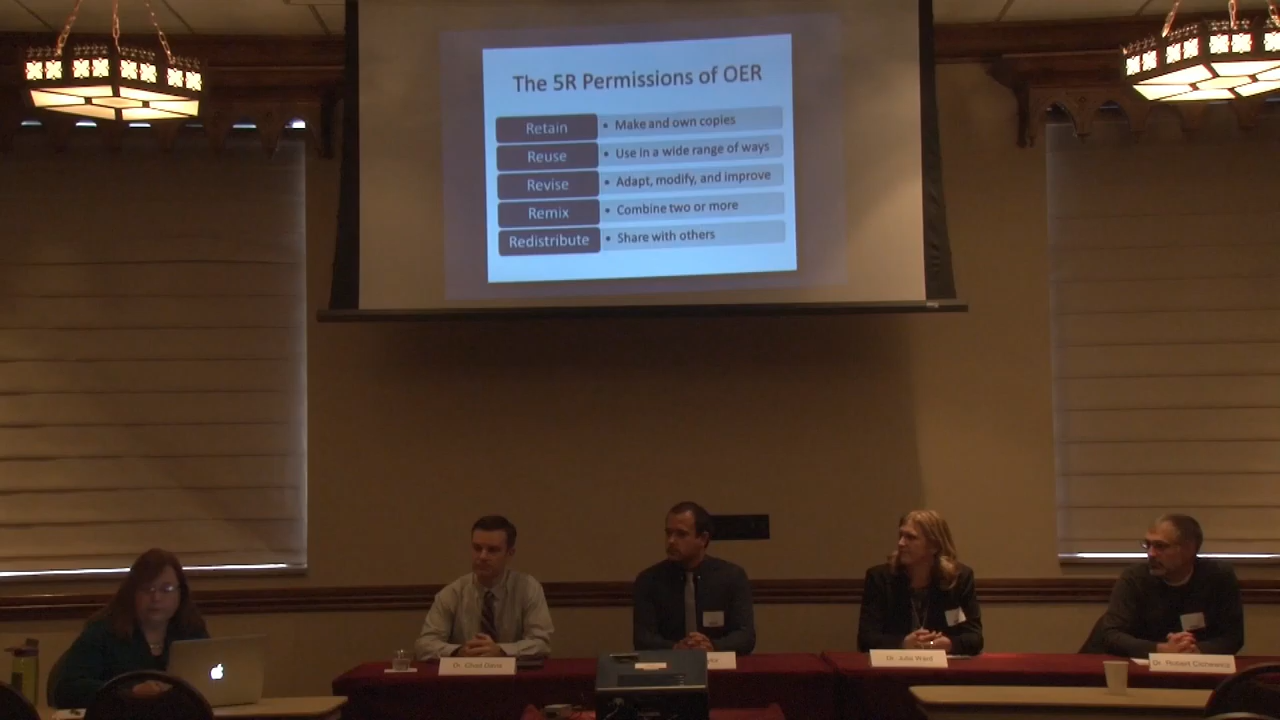 The 5R Permissions of OER
Retain • Make and own copies
Reuse • Use in a wide range of ways
Revise • Adapt, modify, and improve
Remix • Combine two or more
Redistribute • Share with others
Dr. Chad Davis
Dr. Julie Ward
Dr. Robert Cichewicz